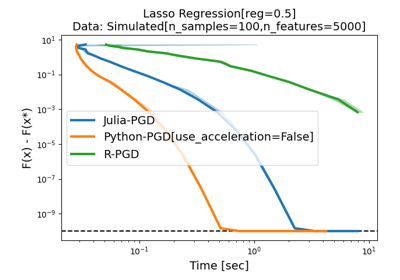 Lasso Regression[reg=0.5]
Data: Simulated[n_samples=100,n_features=5000]
F(x) - F(x*)
10¹
10⁻¹
10⁻³
10⁻⁵
10⁻⁷
10⁻⁹
Julia-PGD
Python-PGD[use_acceleration=False]
R-PGD
10⁻¹ 10⁰ 10¹
Time [sec]